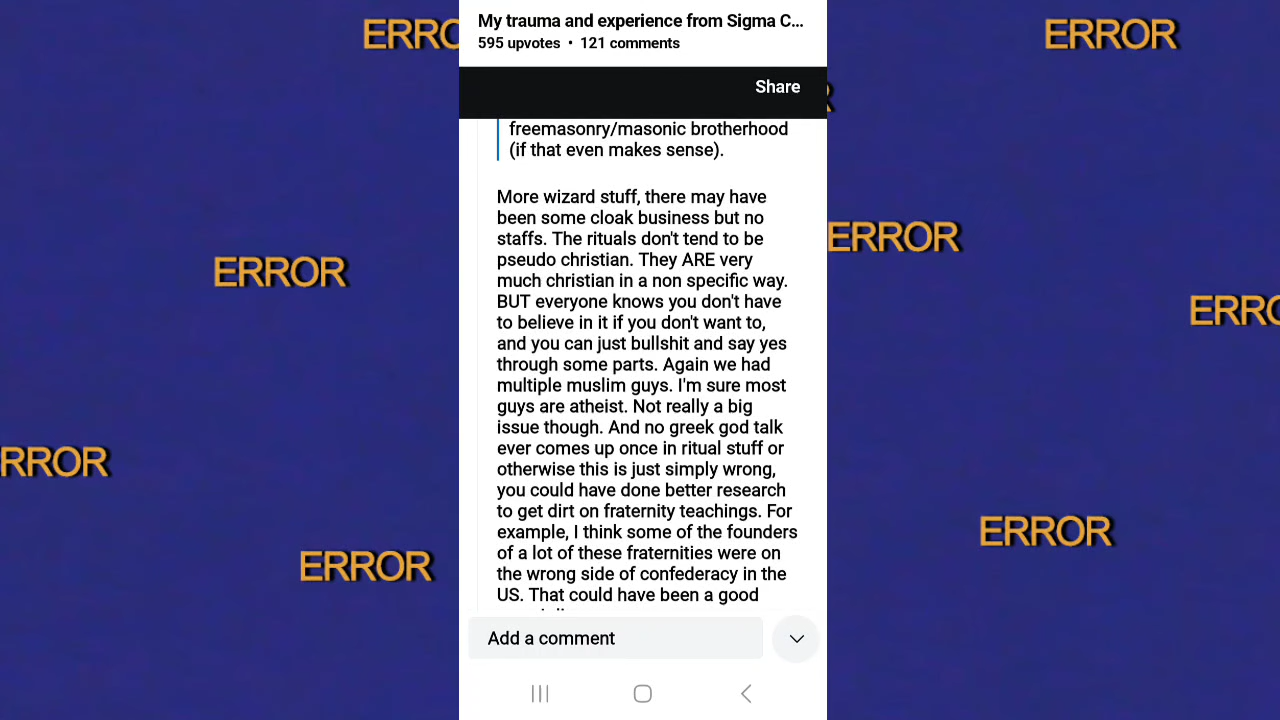 My trauma and experience from Sigma C...
595 upvotes • 121 comments
Share
freemasonry/masonic brotherhood
(if that even makes sense).
More wizard stuff, there may have
been some cloak business but no
staffs. The rituals don't tend to be
pseudo christian. They ARE very
much christian in a non specific way.
BUT everyone knows you don't have
to believe in it if you don't want to,
and you can just bullshit and say yes
through some parts. Again we had
multiple muslim guys. I'm sure most
guys are atheist. Not really a big
issue though. And no greek god talk
ever comes up once in ritual stuff or
otherwise this is just simply wrong,
you could have done better research
to get dirt on fraternity teachings. For
example, I think some of the founders
of a lot of these fraternities were on
the wrong side of confederacy in the
US. That could have been a good
Add a comment
ERRO
ERROR
ERROR
ERROR
ERRO
RROR
ERROR
ERROR